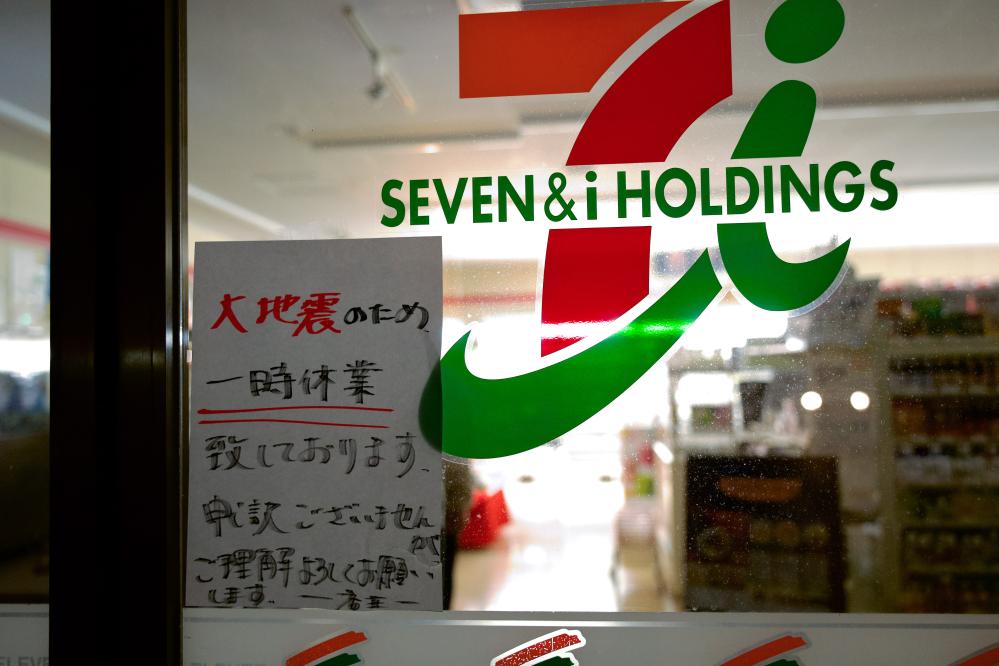 SEVEN & i HOLDINGS
大地震のため
一時休業
致しております。
申し訳ございませんが
ご理解よろしくお願い
します。